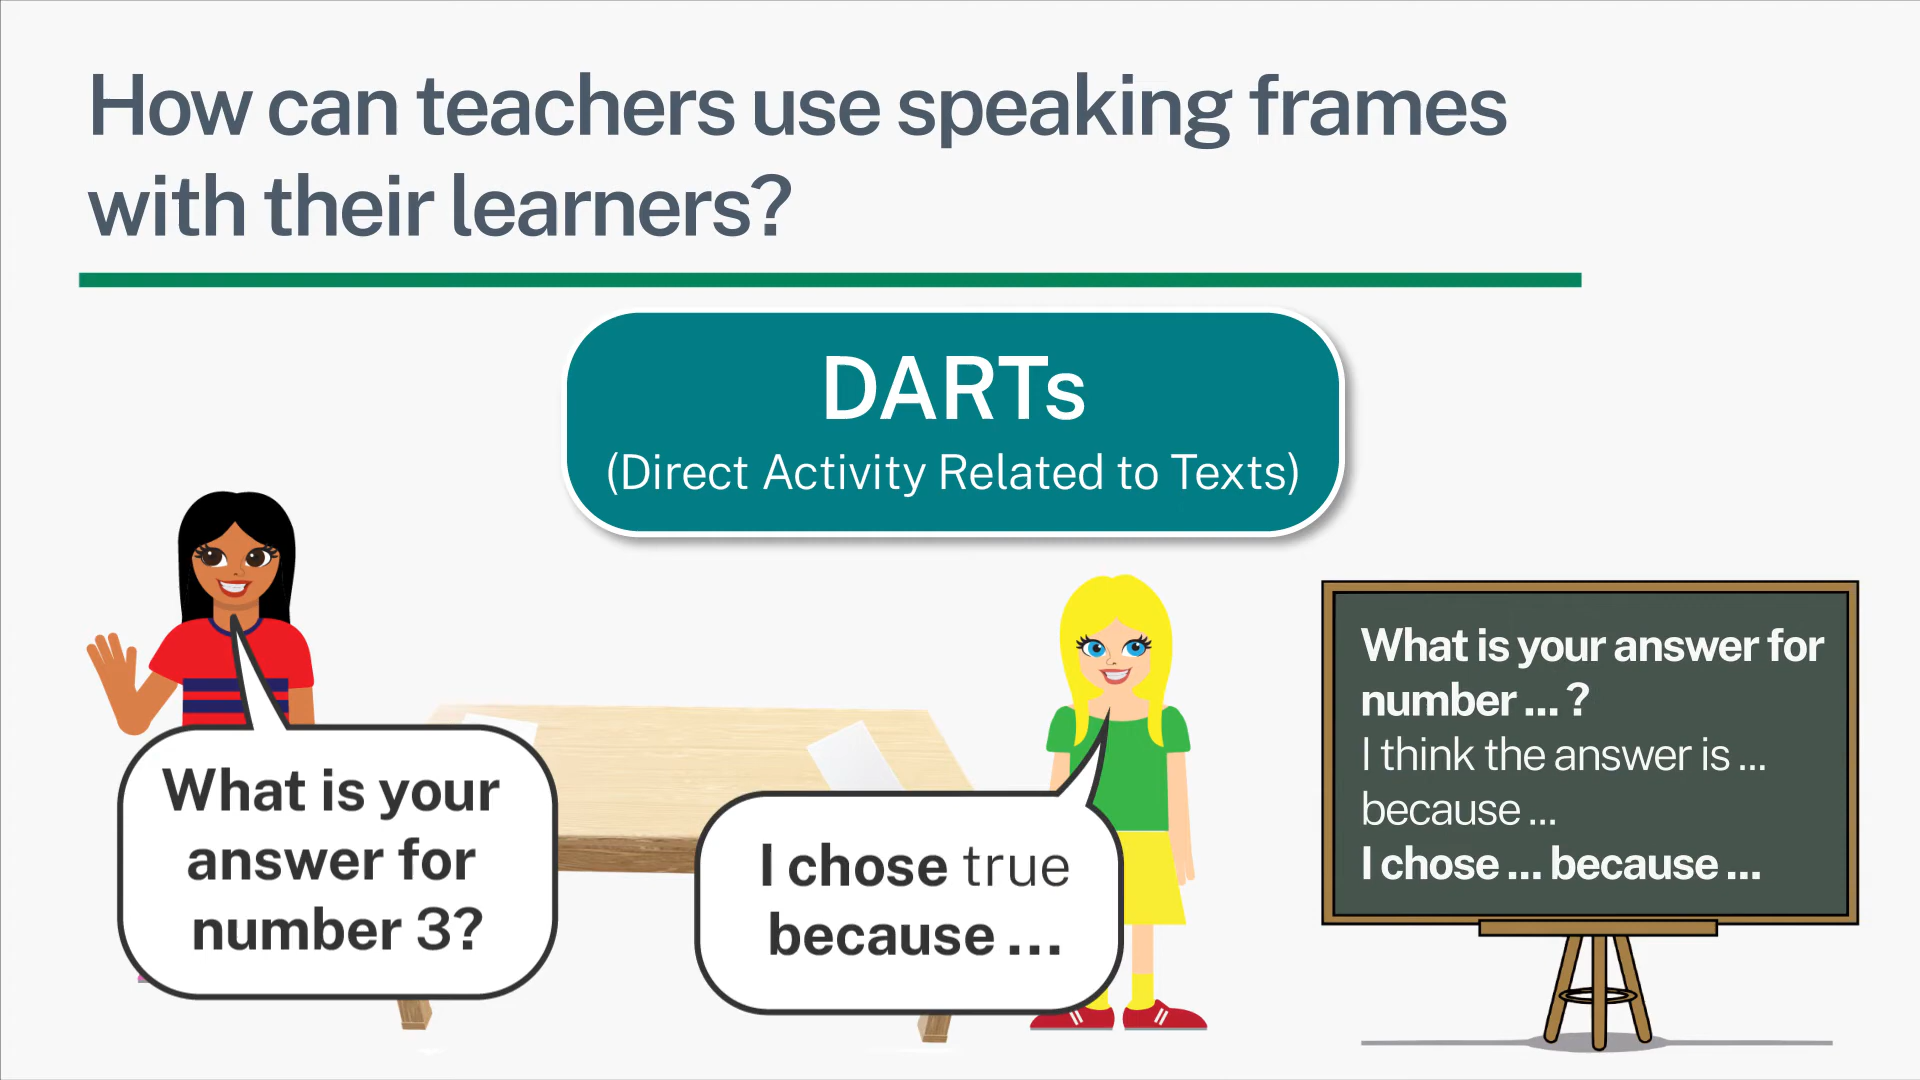 How can teachers use speaking frames
with their learners?
DARTs
(Direct Activity Related to Texts)
What is your
answer for
number 3?
I chose true
because ...
What is your answer for
number ... ?
I think the answer is ...
because ...
I chose ... because ...